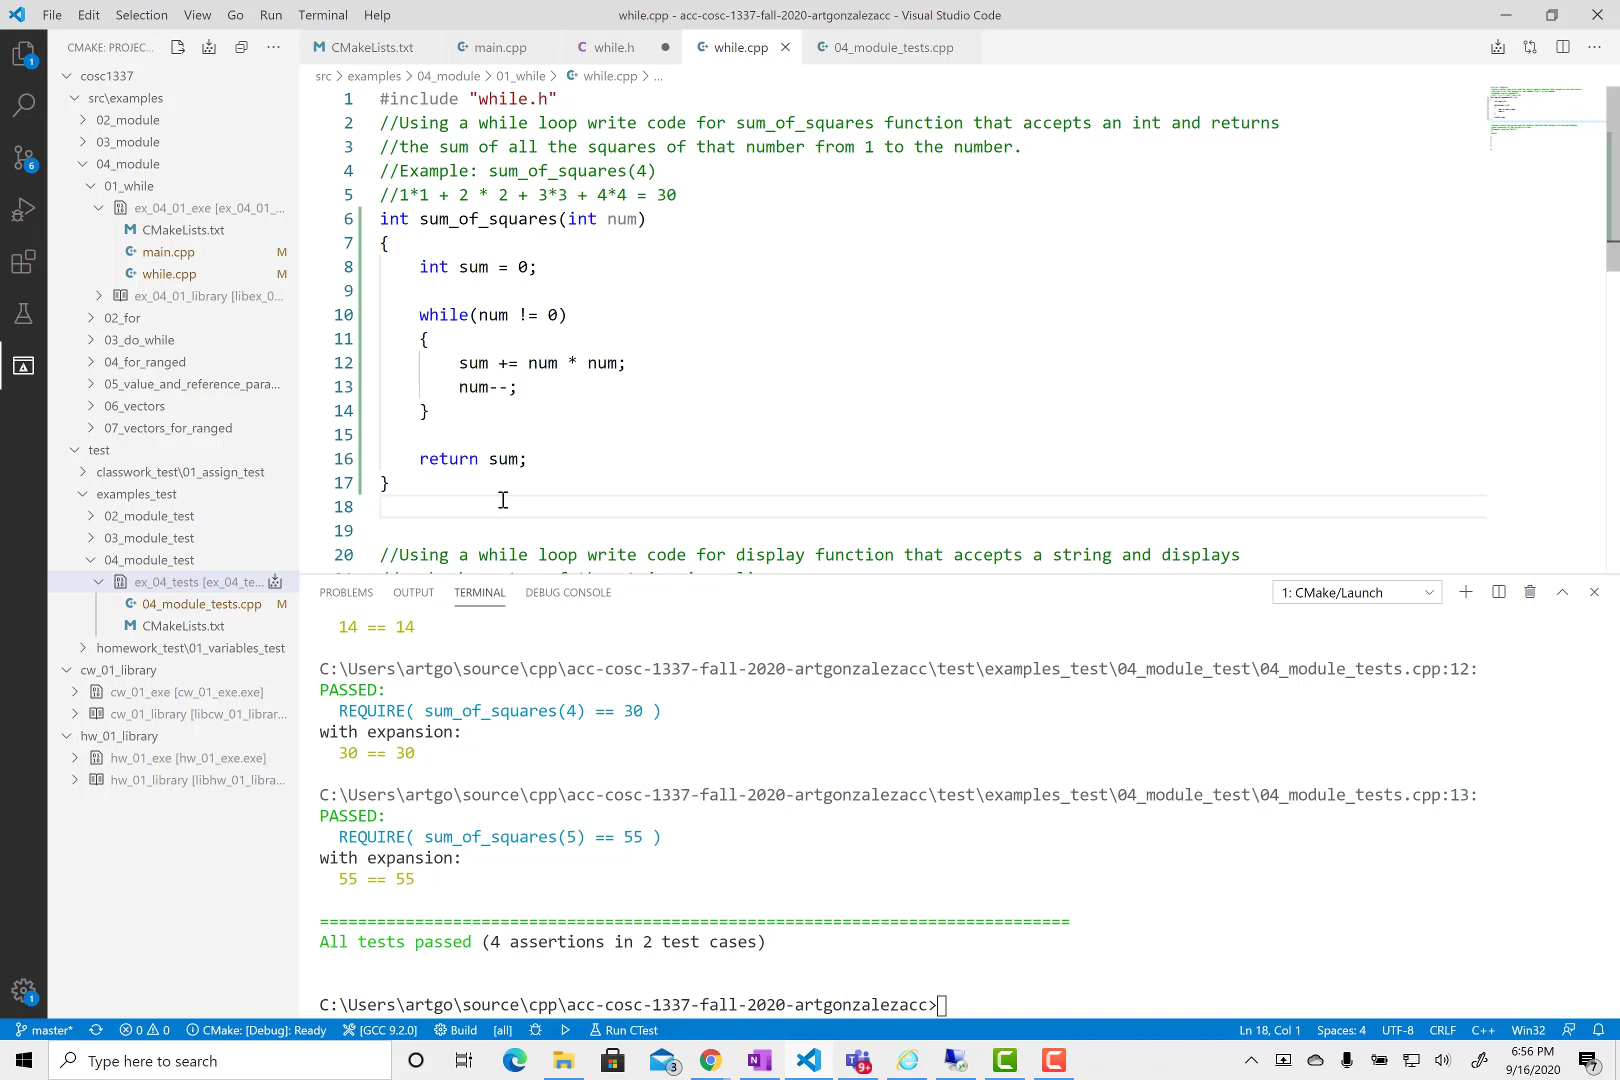 File Edit Selection View Go Run Terminal Help
while.cpp - acc-cosc-1337-fall-2020-artgonzalezacc - Visual Studio Code
CMAKE: PROJEC... ···
CMakeLists.txt main.cpp while.h while.cpp 04_module_tests.cpp
src > examples > 04_module > 01_while > while.cpp > ...
cosc1337
src\examples
02_module
03_module
04_module
01_while
ex_04_01_exe [ex_04_01_...
CMakeLists.txt
main.cpp M
while.cpp M
ex_04_01_library [libex_0...
02_for
03_do_while
04_for_ranged
05_value_and_reference_para...
06_vectors
07_vectors_for_ranged
test
classwork_test\01_assign_test
examples_test
02_module_test
03_module_test
04_module_test
ex_04_tests [ex_04_te...
04_module_tests.cpp M
CMakeLists.txt
homework_test\01_variables_test
cw_01_library
cw_01_exe [cw_01_exe.exe]
cw_01_library [libcw_01_librar...
hw_01_library
hw_01_exe [hw_01_exe.exe]
hw_01_library [libhw_01_libra...
1 #include "while.h"
2 //Using a while loop write code for sum_of_squares function that accepts an int and returns
3 //the sum of all the squares of that number from 1 to the number.
4 //Example: sum_of_squares(4)
5 //1*1 + 2 * 2 + 3*3 + 4*4 = 30
6 int sum_of_squares(int num)
7 {
8 int sum = 0;
9
10 while(num != 0)
11 {
12 sum += num * num;
13 num--;
14 }
15
16 return sum;
17 }
18
19
20 //Using a while loop write code for display function that accepts a string and displays
PROBLEMS OUTPUT TERMINAL DEBUG CONSOLE 1: CMake/Launch
14 == 14
C:\Users\artgo\source\cpp\acc-cosc-1337-fall-2020-artgonzalezacc\test\examples_test\04_module_test\04_module_tests.cpp:12:
PASSED:
REQUIRE( sum_of_squares(4) == 30 )
with expansion:
30 == 30
C:\Users\artgo\source\cpp\acc-cosc-1337-fall-2020-artgonzalezacc\test\examples_test\04_module_test\04_module_tests.cpp:13:
PASSED:
REQUIRE( sum_of_squares(5) == 55 )
with expansion:
55 == 55
===============================================================================
All tests passed (4 assertions in 2 test cases)
C:\Users\artgo\source\cpp\acc-cosc-1337-fall-2020-artgonzalezacc>
master* 0 0 CMake: [Debug]: Ready [GCC 9.2.0] Build [all] Run CTest Ln 18, Col 1 Spaces: 4 UTF-8 CRLF C++ Win32
Type here to search
6:56 PM
9/16/2020